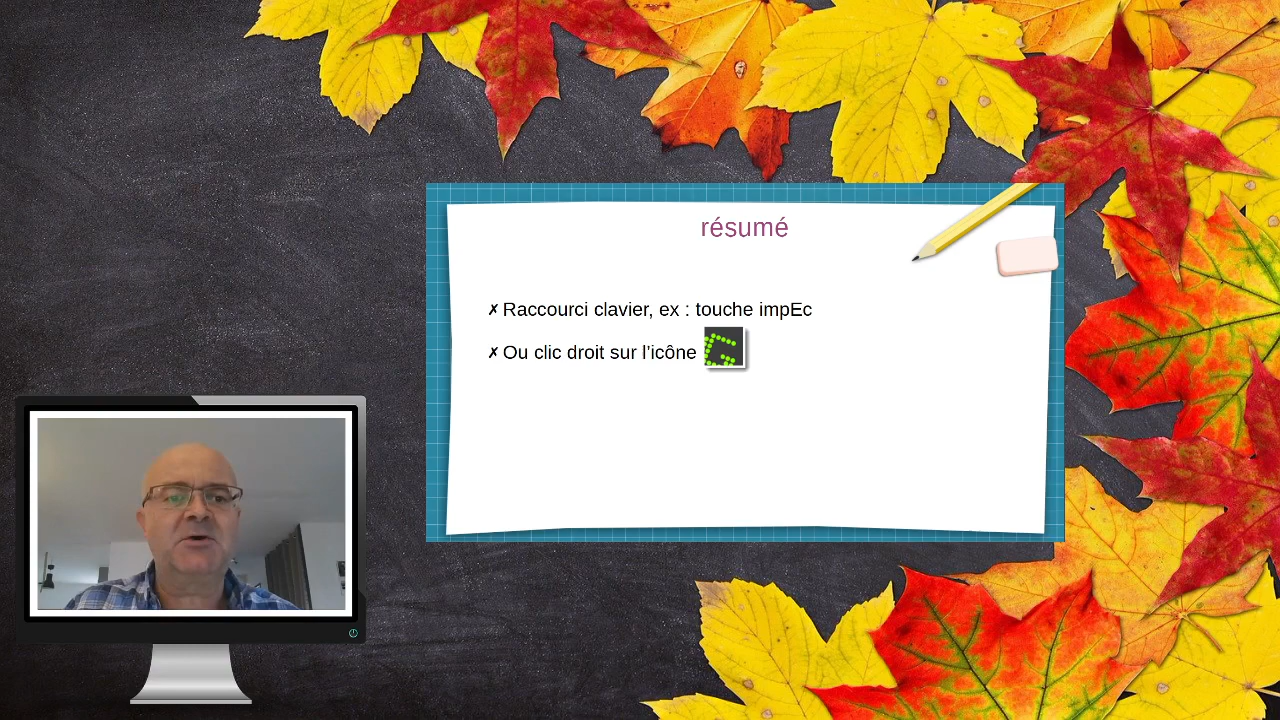 résumé
✗ Raccourci clavier, ex : touche impEc
✗ Ou clic droit sur l'icône